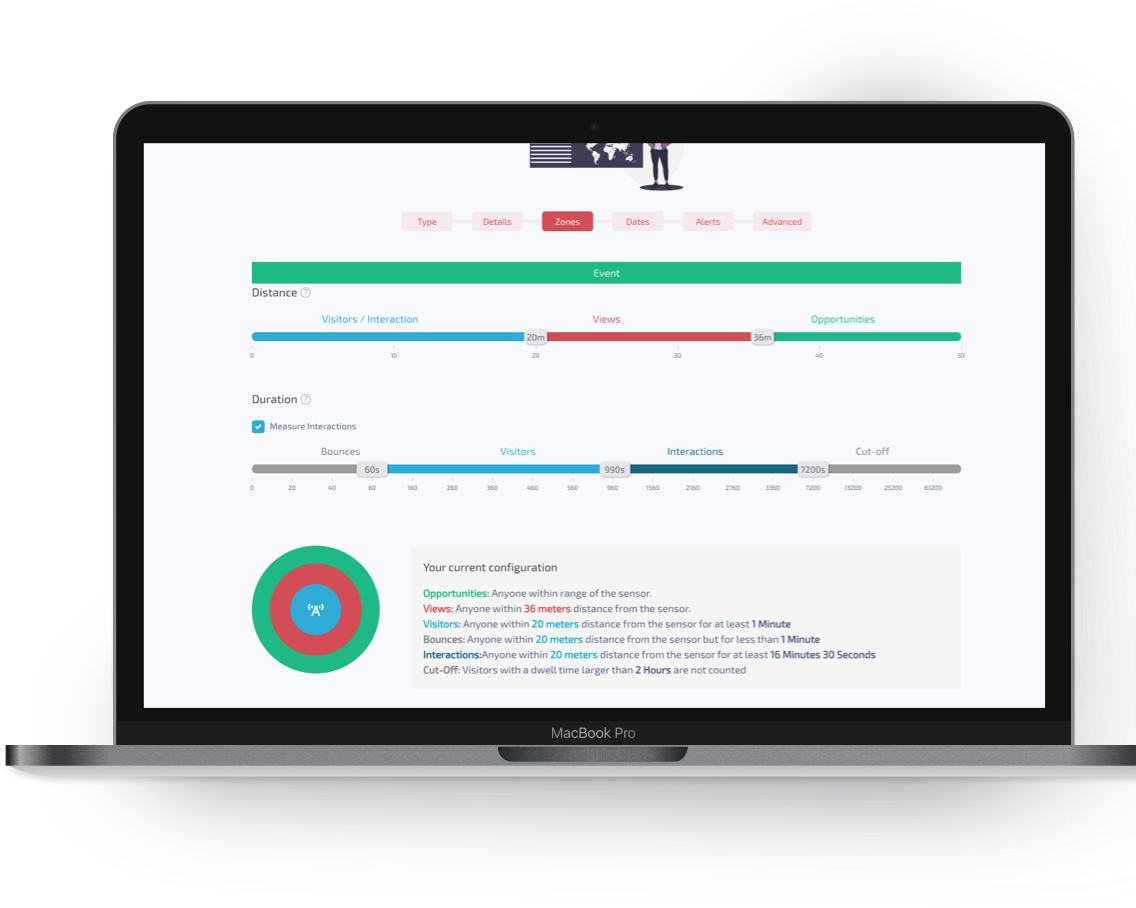 Type Details Zones Dates Alerts Advanced
Event
Distance ?
Visitors / Interaction Views Opportunities
20m 36m
0 10 20 30 40 50
Duration ?
Measure Interactions
Bounces Visitors Interactions Cut-off
60s 990s 7200s
0 20 40 60 160 260 360 460 560 960 1560 2160 2760 3360 7200 13200 25200 61200
Your current configuration
Opportunities: Anyone within range of the sensor.
Views: Anyone within 36 meters distance from the sensor.
Visitors: Anyone within 20 meters distance from the sensor for at least 1 Minute
Bounces: Anyone within 20 meters distance from the sensor but for less than 1 Minute
Interactions:Anyone within 20 meters distance from the sensor for at least 16 Minutes 30 Seconds
Cut-Off: Visitors with a dwell time larger than 2 Hours are not counted
MacBook Pro